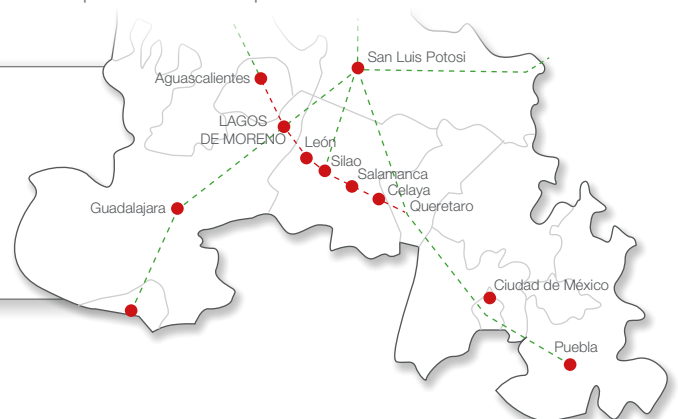 San Luis Potosi
Aguascalientes
LAGOS
DE MORENO
León
Silao
Salamanca
Celaya
Queretaro
Guadalajara
Ciudad de México
Puebla